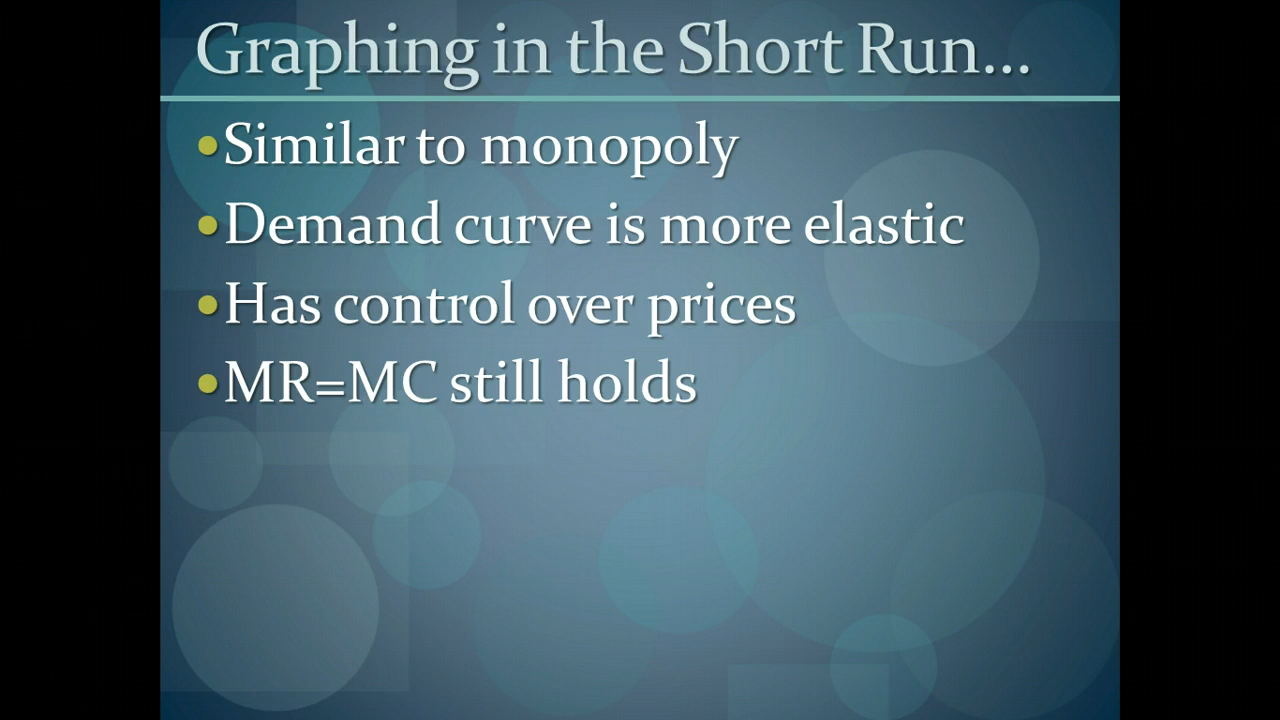 Graphing in the Short Run...
•Similar to monopoly
•Demand curve is more elastic
•Has control over prices
•MR=MC still holds